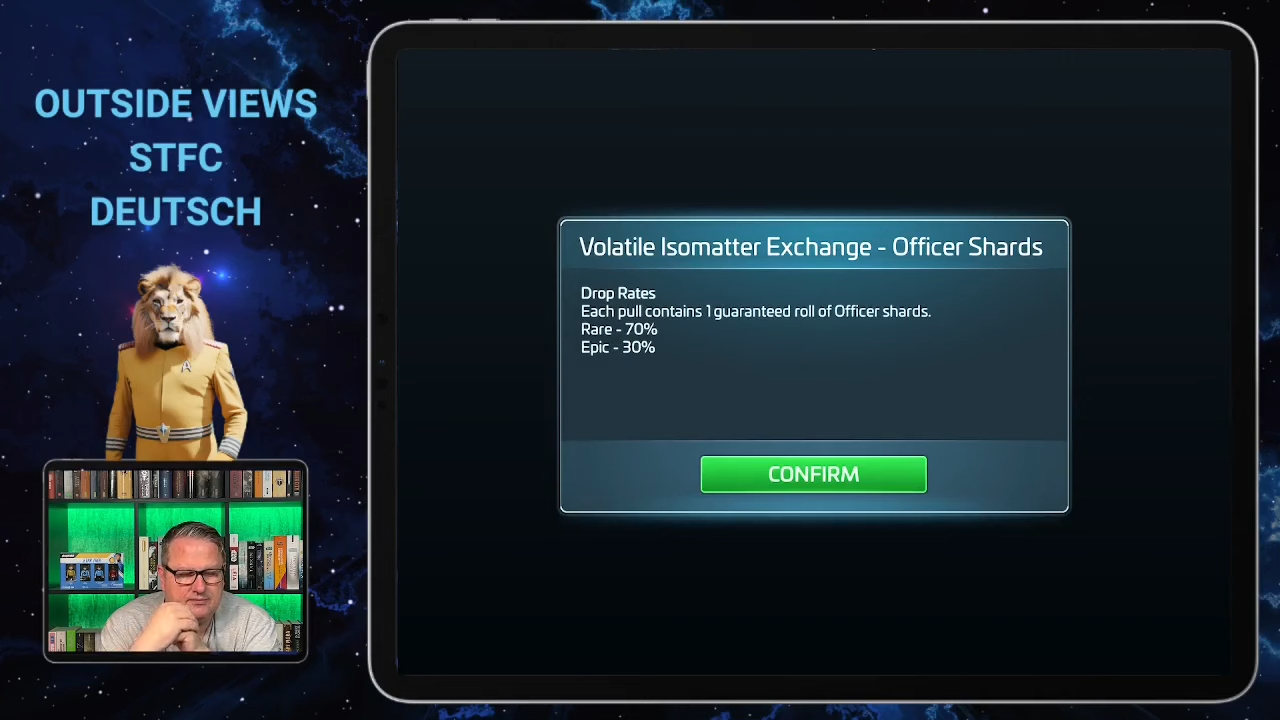 OUTSIDE VIEWS
STFC
DEUTSCH
Volatile Isomatter Exchange - Officer Shards
Drop Rates
Each pull contains 1 guaranteed roll of Officer shards.
Rare - 70%
Epic - 30%
CONFIRM